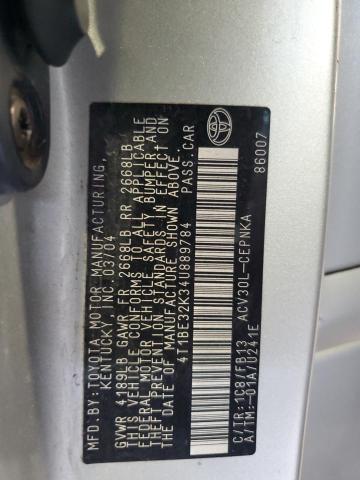 MFD.BY:TOYOTA MOTOR MANUFACTURING,
KENTUCKY,INC. 03/04
GVWR 4189LB GAWR FR 2668LB RR 2668LB
THIS VEHICLE CONFORMS TO ALL APPLICABLE
FEDERAL MOTOR VEHICLE SAFETY, BUMPER, AND
THEFT PREVENTION STANDARDS IN EFFECT ON
THE DATE OF MANUFACTURE SHOWN ABOVE.
4T1BE32K34U889784 PASS.CAR
C/TR:1C8/FB13 ACV30L-CEPNKA
A/TM:-01A/U241E 86007